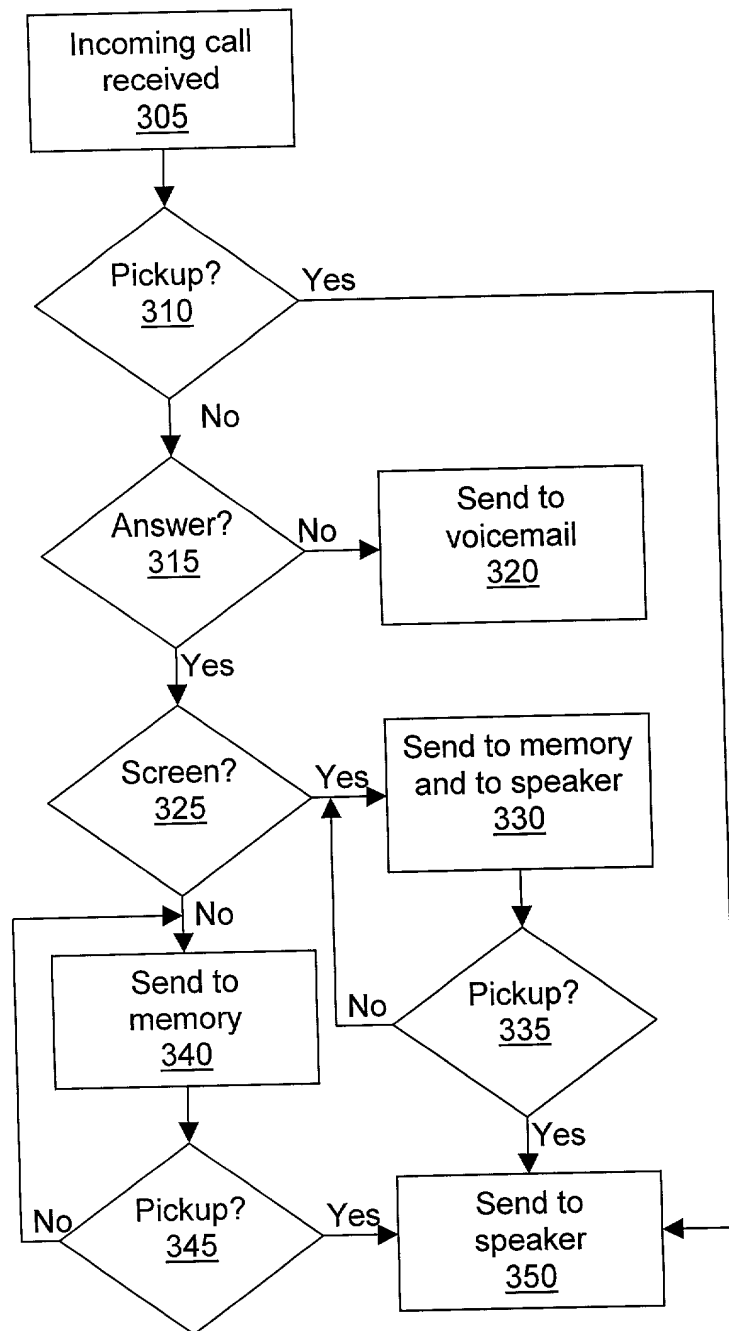 Incoming call
received
305
Pickup?
310
Yes
No
Answer?
315
No
Send to
voicemail
320
Yes
Screen?
325
Yes
Send to memory
and to speaker
330
No
Send to
memory
340
No
Pickup?
335
Yes
No
Pickup?
345
Yes
Send to
speaker
350